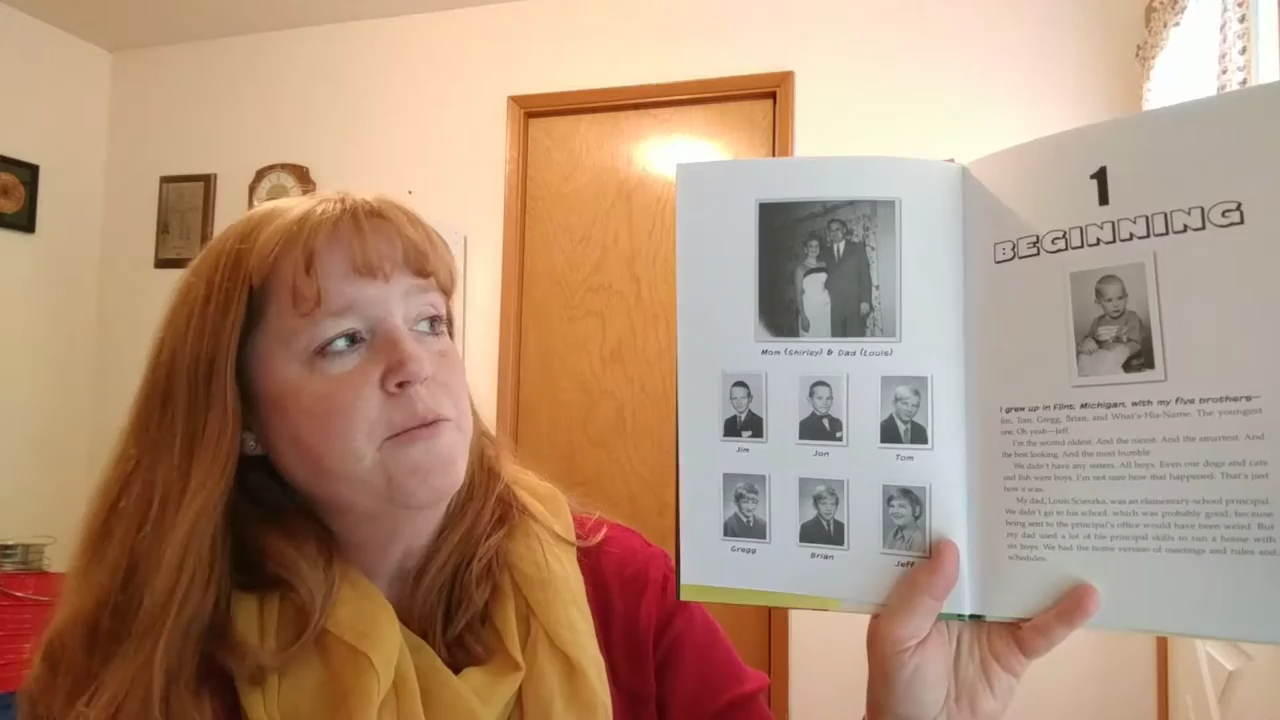 Mom (Shirley) & Dad (Louis)
Jim
Jon
Tom
Gregg
Brian
Jeff
1
BEGINNING
I grew up in Flint, Michigan, with my five brothers—
Jim, Tom, Gregg, Brian, and What's-His-Name. The youngest
one. Oh yeah—Jeff.
I'm the second oldest. And the nicest. And the smartest. And
the best looking. And the most humble.
We didn't have any sisters. All boys. Even our dogs and cats
and fish were boys. I'm not sure how that happened. That's just
how it was.
My dad, Louis Scieszka, was an elementary-school principal.
We didn't go to his school, which was probably good, because
being sent to the principal's office would have been weird. But
my dad used a lot of his principal skills to run a house with
six boys. We had the home version of meetings and rules and
schedules.